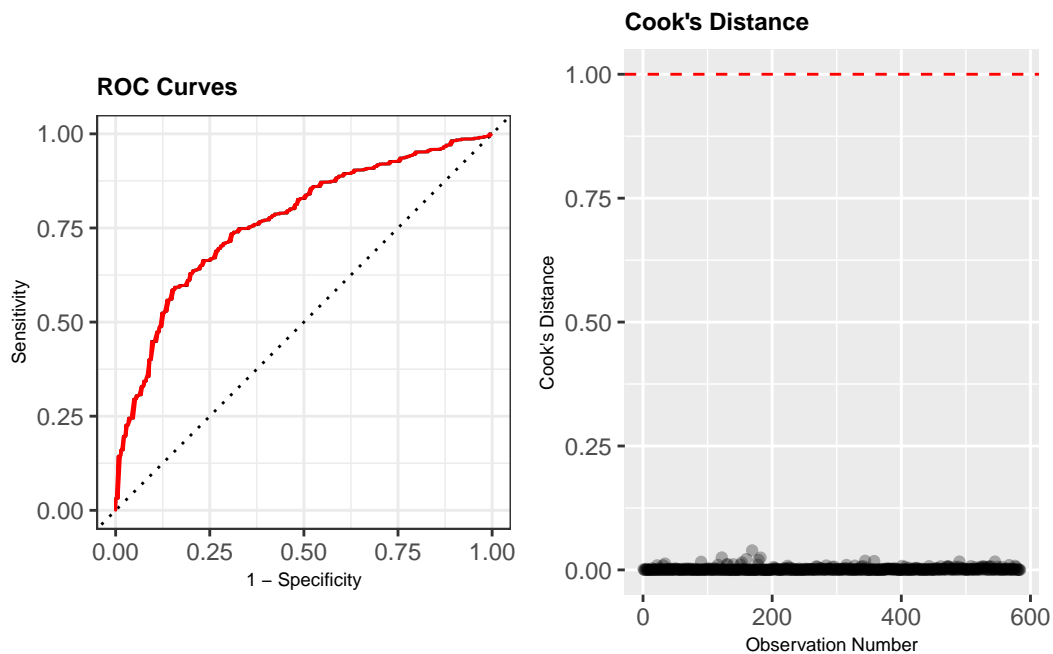 ROC Curves
1.00
0.75
0.50
0.25
0.00
Sensitivity
0.00 0.25 0.50 0.75 1.00
1 − Specificity
Cook's Distance
1.00
0.75
0.50
0.25
0.00
Cook's Distance
0 200 400 600
Observation Number